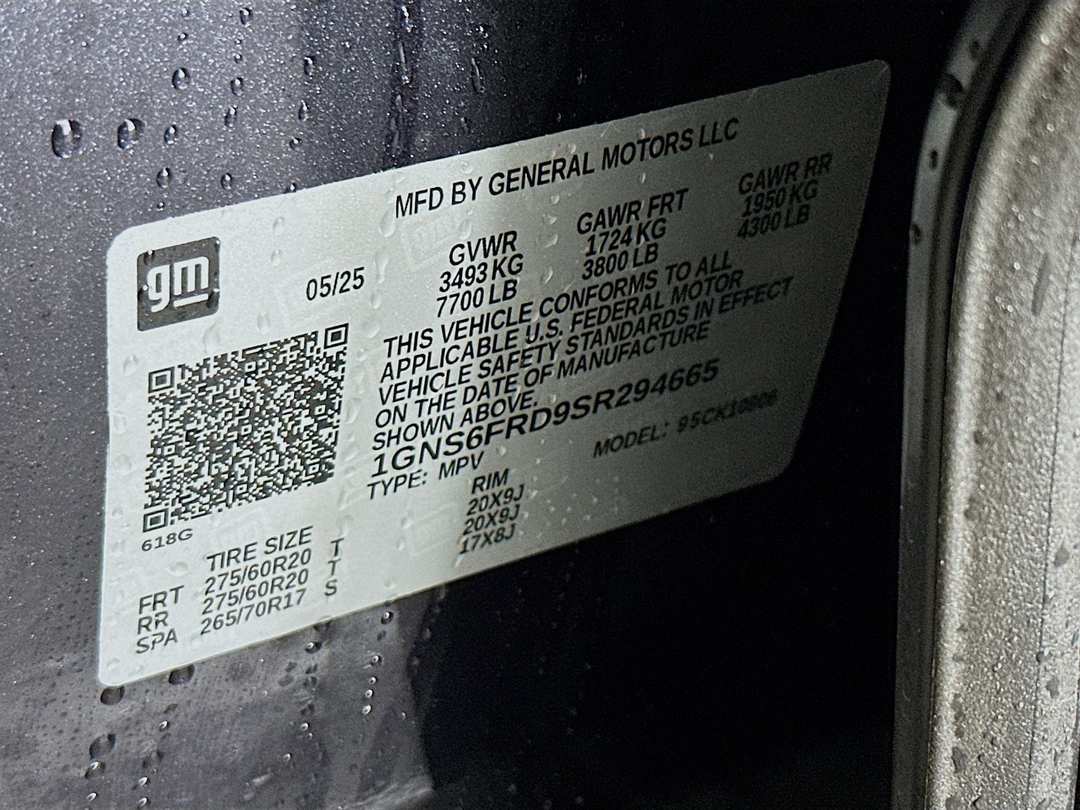 MFD BY GENERAL MOTORS LLC
gm
05/25
GVWR
3493 KG
7700 LB
GAWR FRT
1724 KG
3800 LB
GAWR RR
1950 KG
4300 LB
THIS VEHICLE CONFORMS TO ALL
APPLICABLE U.S. FEDERAL MOTOR
VEHICLE SAFETY STANDARDS IN EFFECT
ON THE DATE OF MANUFACTURE
SHOWN ABOVE.
1GNS6FRD9SR294665
TYPE: MPV
MODEL: 95CK10806
618G
TIRE SIZE RIM
FRT 275/60R20 T 20X9J
RR 275/60R20 T 20X9J
SPA 265/70R17 S 17X8J